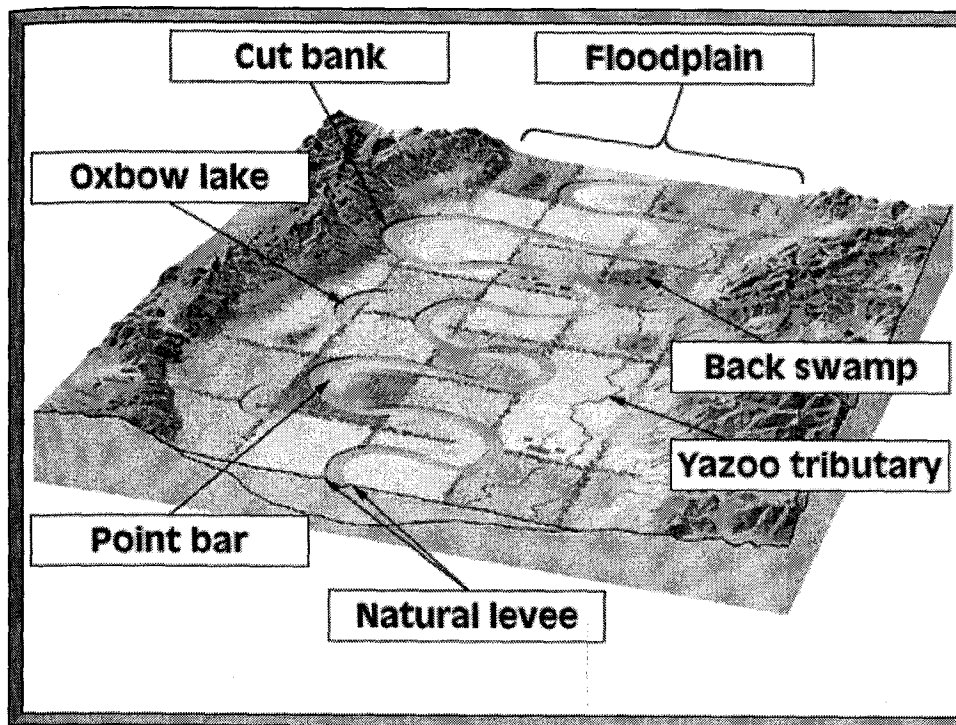 Cut bank
Floodplain
Oxbow lake
Back swamp
Yazoo tributary
Point bar
Natural levee